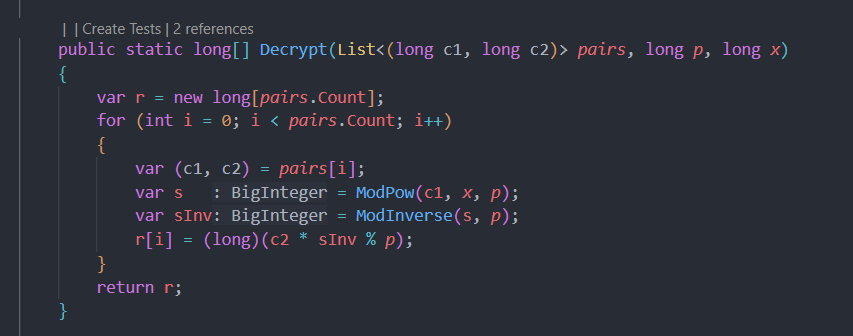 | | Create Tests | 2 references
public static long[] Decrypt(List<(long c1, long c2)> pairs, long p, long x)
{
var r = new long[pairs.Count];
for (int i = 0; i < pairs.Count; i++)
{
var (c1, c2) = pairs[i];
var s : BigInteger = ModPow(c1, x, p);
var sInv: BigInteger = ModInverse(s, p);
r[i] = (long)(c2 * sInv % p);
}
return r;
}